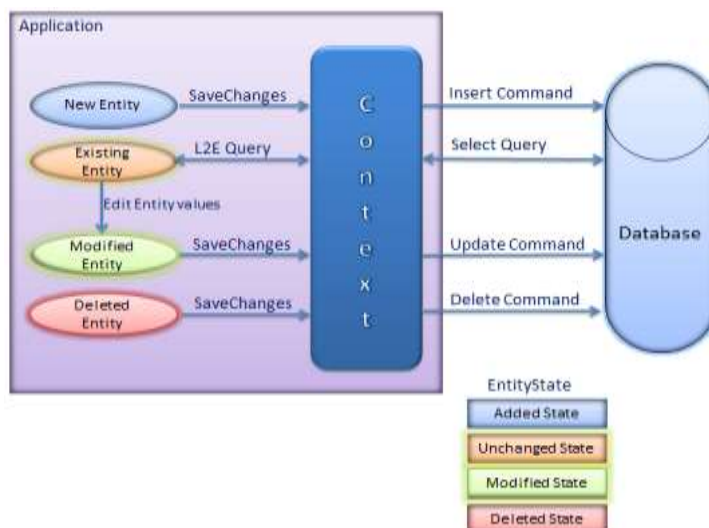 Application
New Entity
SaveChanges
Insert Command
Existing
Entity
L2E Query
Select Query
Edit Entity values
Modified
Entity
SaveChanges
Update Command
Deleted
Entity
SaveChanges
Delete Command
Context
Database
EntityState
Added State
Unchanged State
Modified State
Deleted State